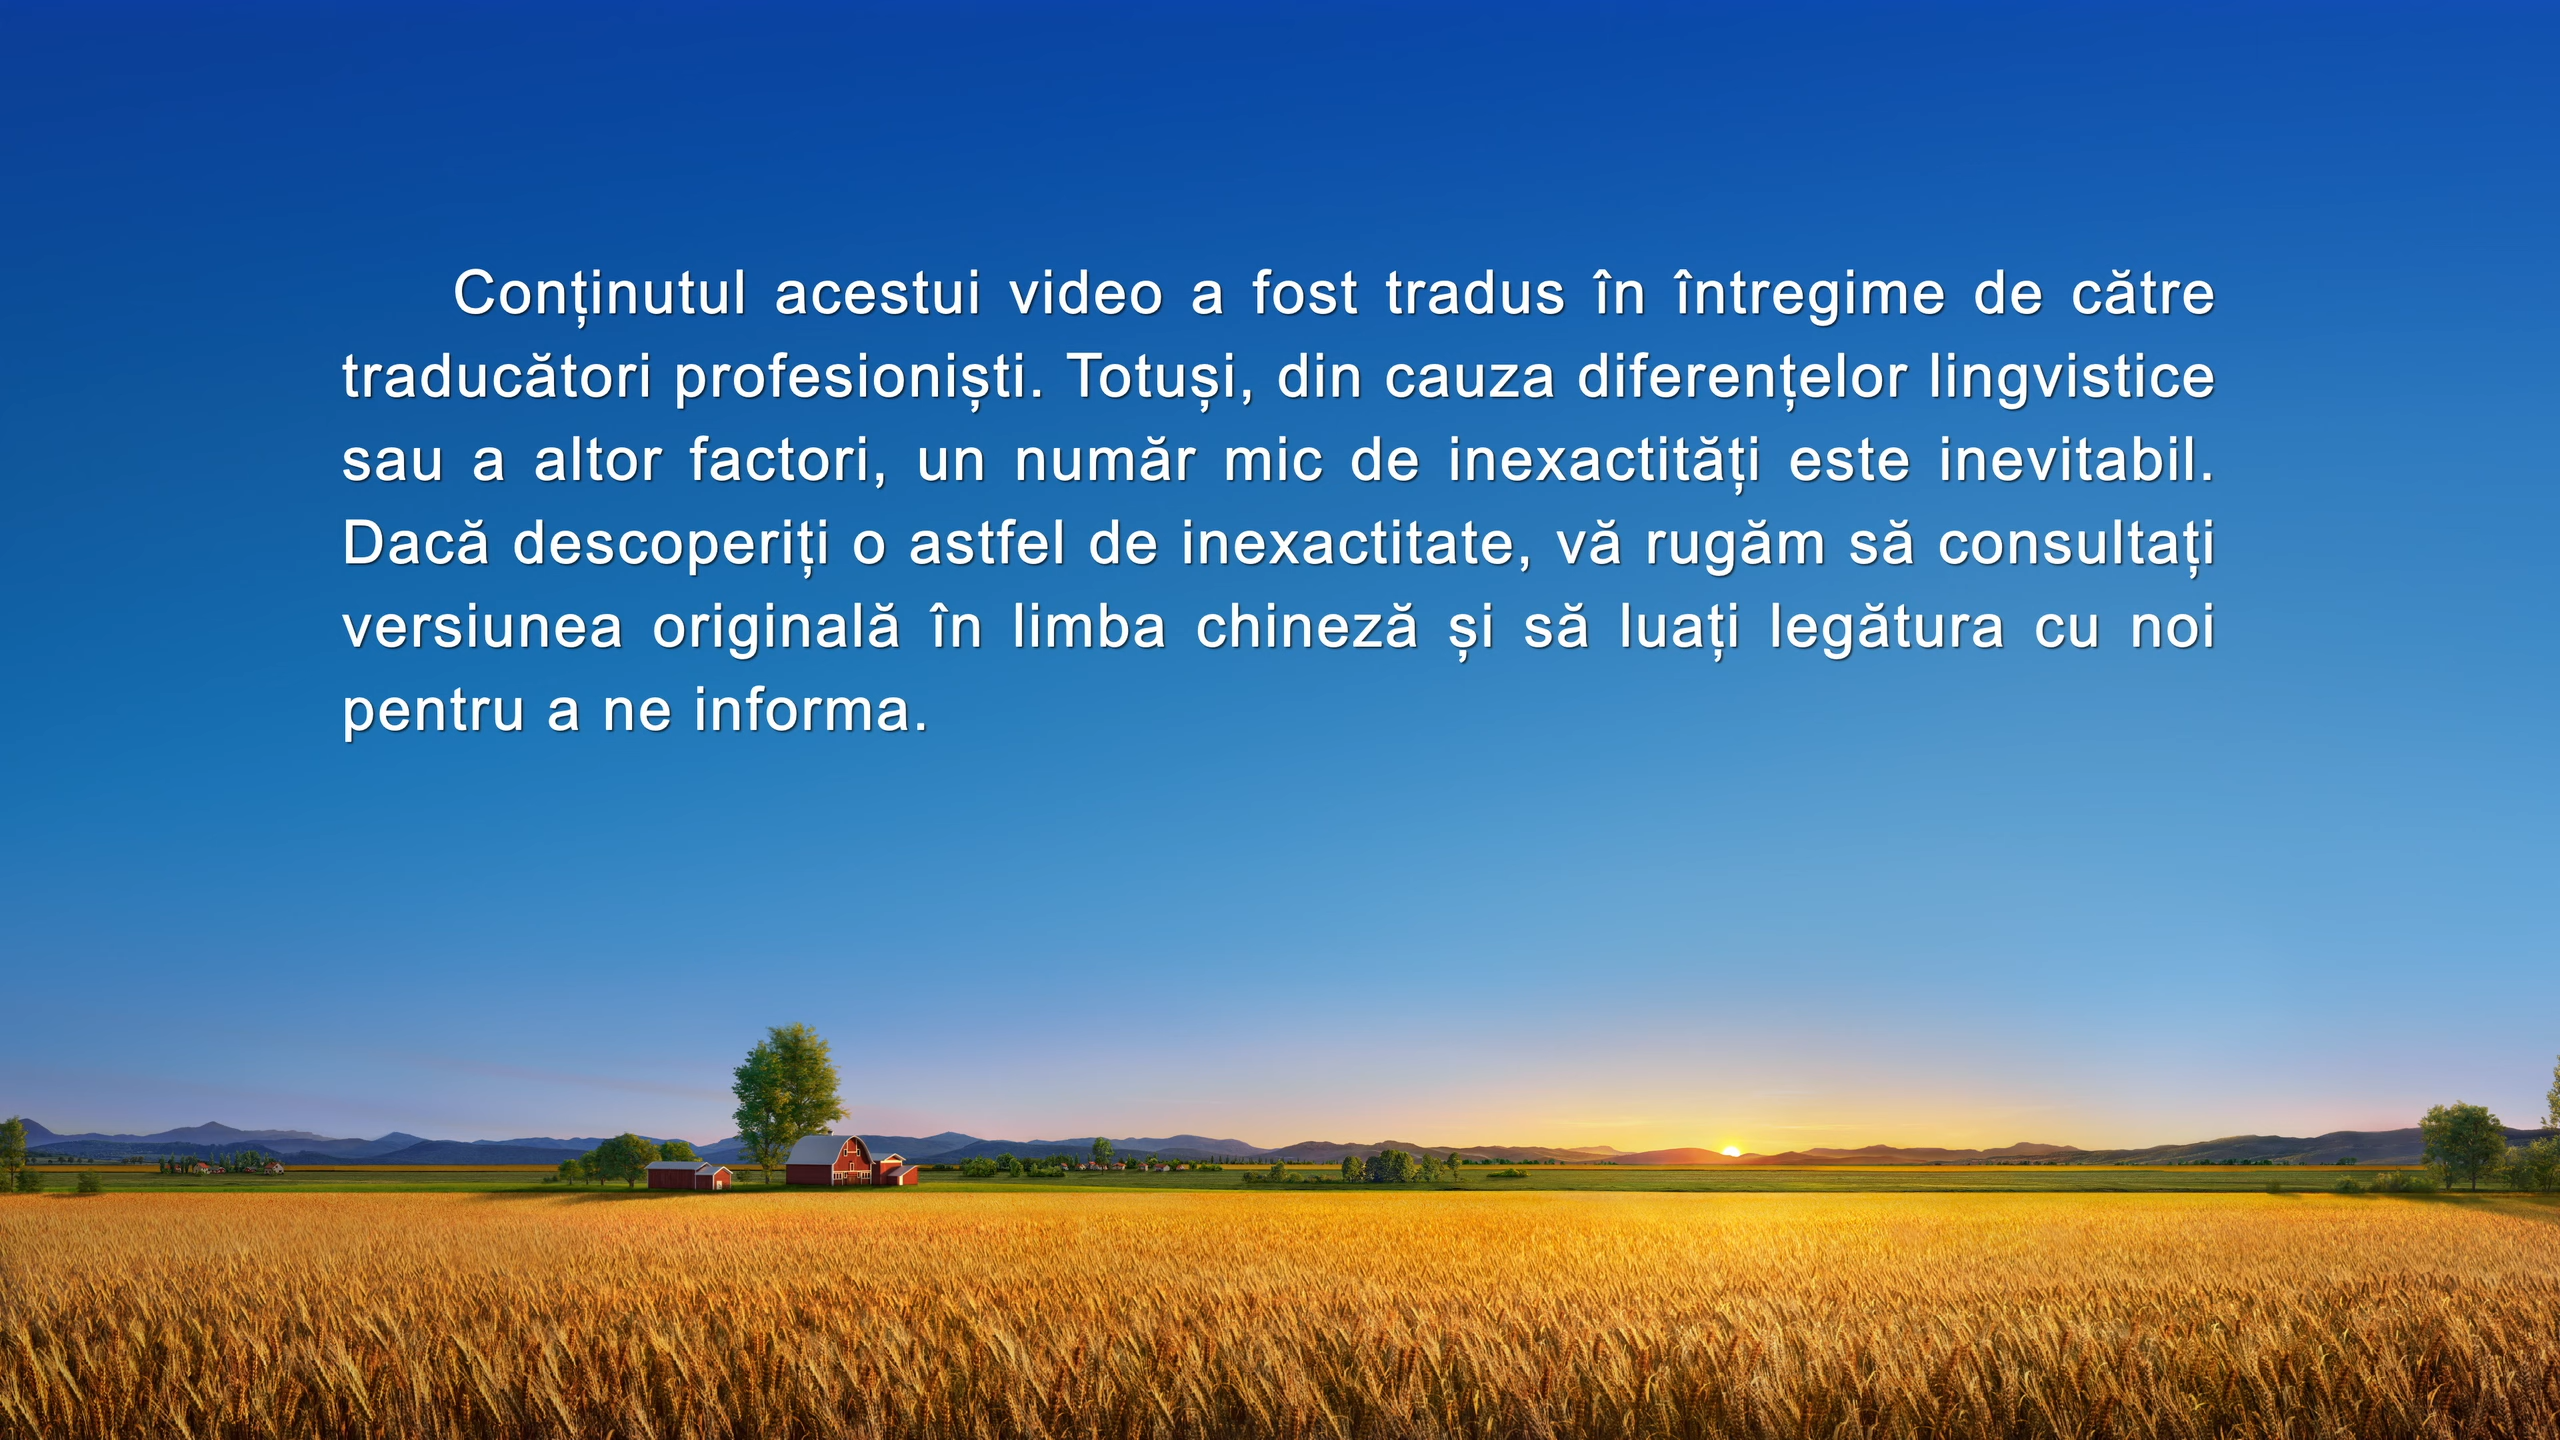 Conținutul acestui video a fost tradus în întregime de către
traducători profesioniști. Totuși, din cauza diferențelor lingvistice
sau a altor factori, un număr mic de inexactități este inevitabil.
Dacă descoperiți o astfel de inexactitate, vă rugăm să consultați
versiunea originală în limba chineză și să luați legătura cu noi
pentru a ne informa.